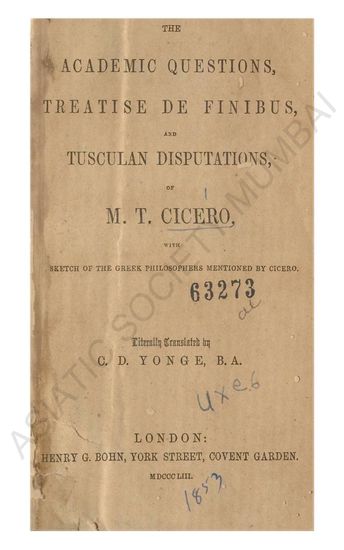 THE
ACADEMIC QUESTIONS,
TREATISE DE FINIBUS,
AND
TUSCULAN DISPUTATIONS,
OF
M. T. CICERO,
WITH
SKETCH OF THE GREEK PHILOSOPHERS MENTIONED BY CICERO.
63273
Literally Translated by
C. D. YONGE, B.A.
LONDON:
HENRY G. BOHN, YORK STREET, COVENT GARDEN.
MDCCCLIII.
1853
ASIATIC SOCIETY MUMBAI